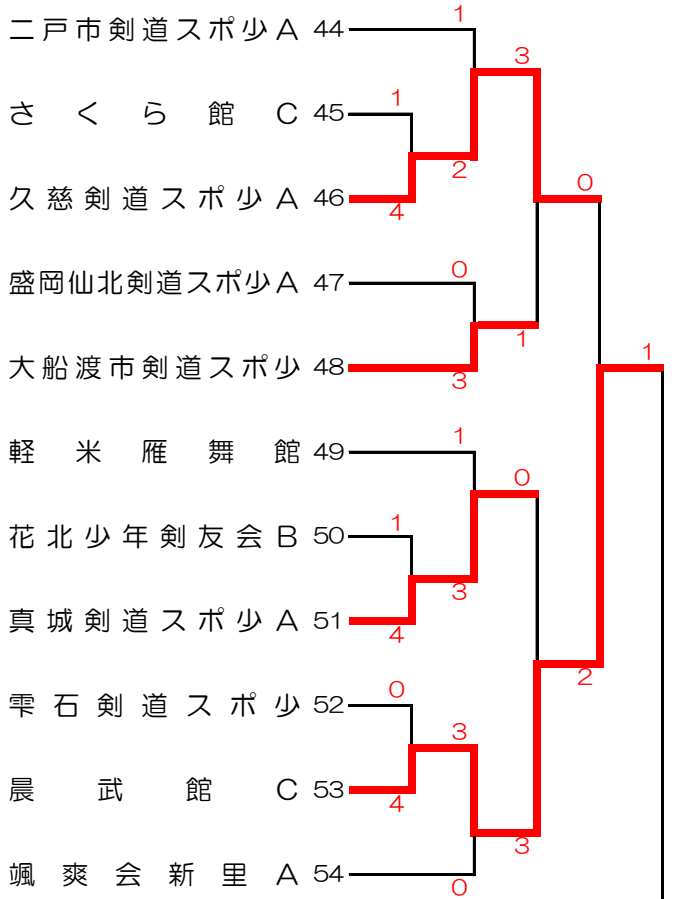 二戸市剣道スポ少A 44
さくら館C 45
久慈剣道スポ少A 46
盛岡仙北剣道スポ少A 47
大船渡市剣道スポ少 48
軽米雁舞館 49
花北少年剣友会B 50
真城剣道スポ少A 51
雫石剣道スポ少 52
晨武館C 53
颯爽会新里A 54
1
3
1
2
0
4
0
1
1
3
1
0
1
3
4
2
0
3
4
3
0